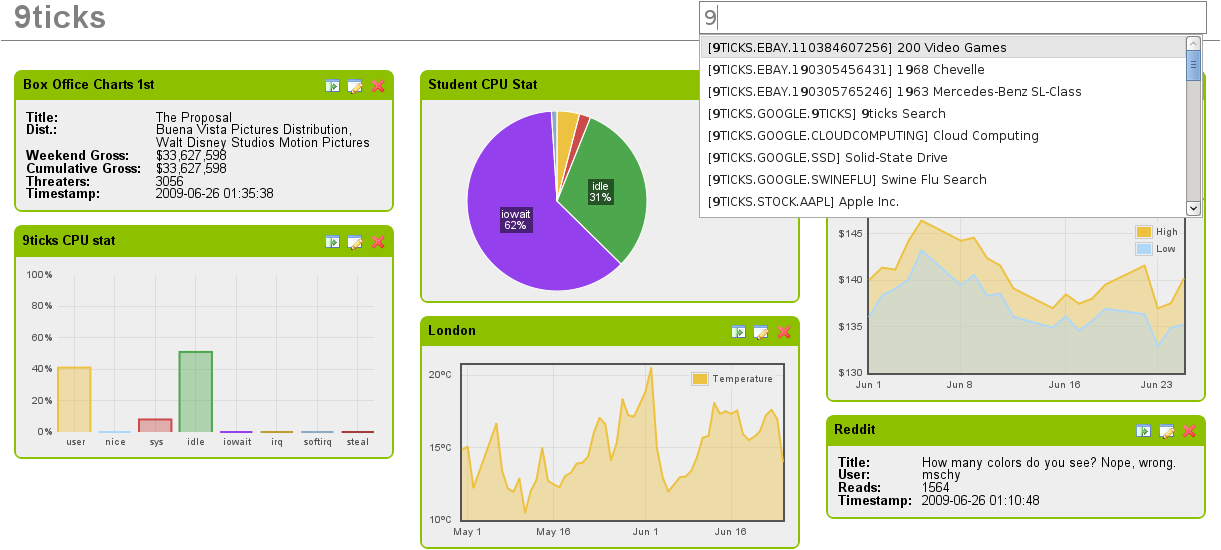 9ticks
9
[9TICKS.EBAY.110384607256] 200 Video Games
[9TICKS.EBAY.190305456431] 1968 Chevelle
[9TICKS.EBAY.190305765246] 1963 Mercedes-Benz SL-Class
[9TICKS.GOOGLE.9TICKS] 9ticks Search
[9TICKS.GOOGLE.CLOUDCOMPUTING] Cloud Computing
[9TICKS.GOOGLE.SSD] Solid-State Drive
[9TICKS.GOOGLE.SWINEFLU] Swine Flu Search
[9TICKS.STOCK.AAPL] Apple Inc.
Box Office Charts 1st
Title: The Proposal
Dist.: Buena Vista Pictures Distribution,
Walt Disney Studios Motion Pictures
Weekend Gross: $33,627,598
Cumulative Gross: $33,627,598
Threaters: 3056
Timestamp: 2009-06-26 01:35:38
9ticks CPU stat
100%
80%
60%
40%
20%
0%
user nice sys idle iowait irq softirq steal
Student CPU Stat
idle
31%
iowait
62%
London
Temperature
20ºC
15ºC
10ºC
May 1 May 16 Jun 1 Jun 16
High
Low
$145
$140
$135
$130
Jun 1 Jun 8 Jun 16 Jun 23
Reddit
Title: How many colors do you see? Nope, wrong.
User: mschy
Reads: 1564
Timestamp: 2009-06-26 01:10:48